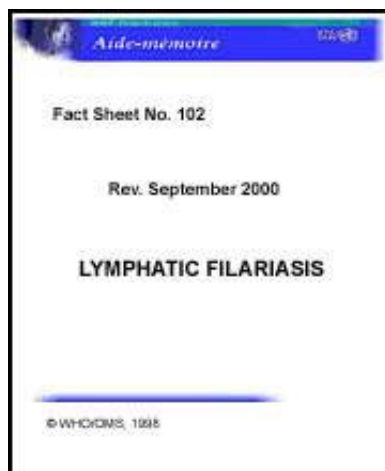 Aide-mémoire
Fact Sheet No. 102
Rev. September 2000
LYMPHATIC FILARIASIS
© WHO/OMS, 1998